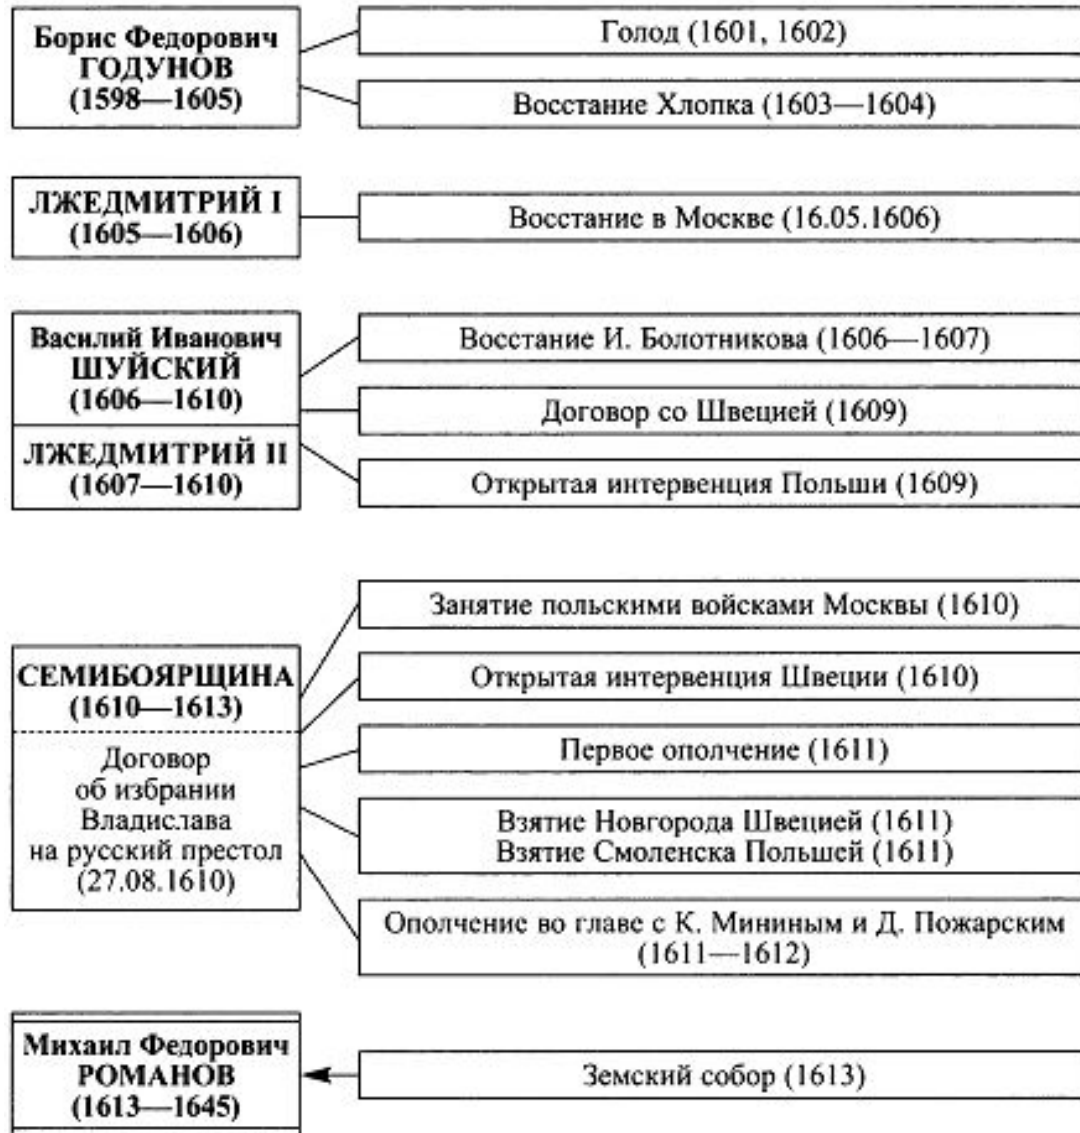 Борис Федорович
ГОДУНОВ
(1598—1605)
Голод (1601, 1602)
Восстание Хлопка (1603—1604)
ЛЖЕДМИТРИЙ I
(1605—1606)
Восстание в Москве (16.05.1606)
Василий Иванович
ШУЙСКИЙ
(1606—1610)
ЛЖЕДМИТРИЙ II
(1607—1610)
Восстание И. Болотникова (1606—1607)
Договор со Швецией (1609)
Открытая интервенция Польши (1609)
СЕМИБОЯРЩИНА
(1610—1613)
Договор
об избрании
Владислава
на русский престол
(27.08.1610)
Занятие польскими войсками Москвы (1610)
Открытая интервенция Швеции (1610)
Первое ополчение (1611)
Взятие Новгорода Швецией (1611)
Взятие Смоленска Польшей (1611)
Ополчение во главе с К. Мининым и Д. Пожарским
(1611—1612)
Михаил Федорович
РОМАНОВ
(1613—1645)
Земский собор (1613)